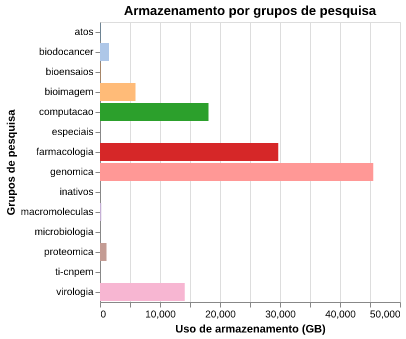 Armazenamento por grupos de pesquisa
Grupos de pesquisa
atos
biodocancer
bioensaios
bioimagem
computacao
especiais
farmacologia
genomica
inativos
macromoleculas
microbiologia
proteomica
ti-cnpem
virologia
0 10,000 20,000 30,000 40,000 50,000
Uso de armazenamento (GB)